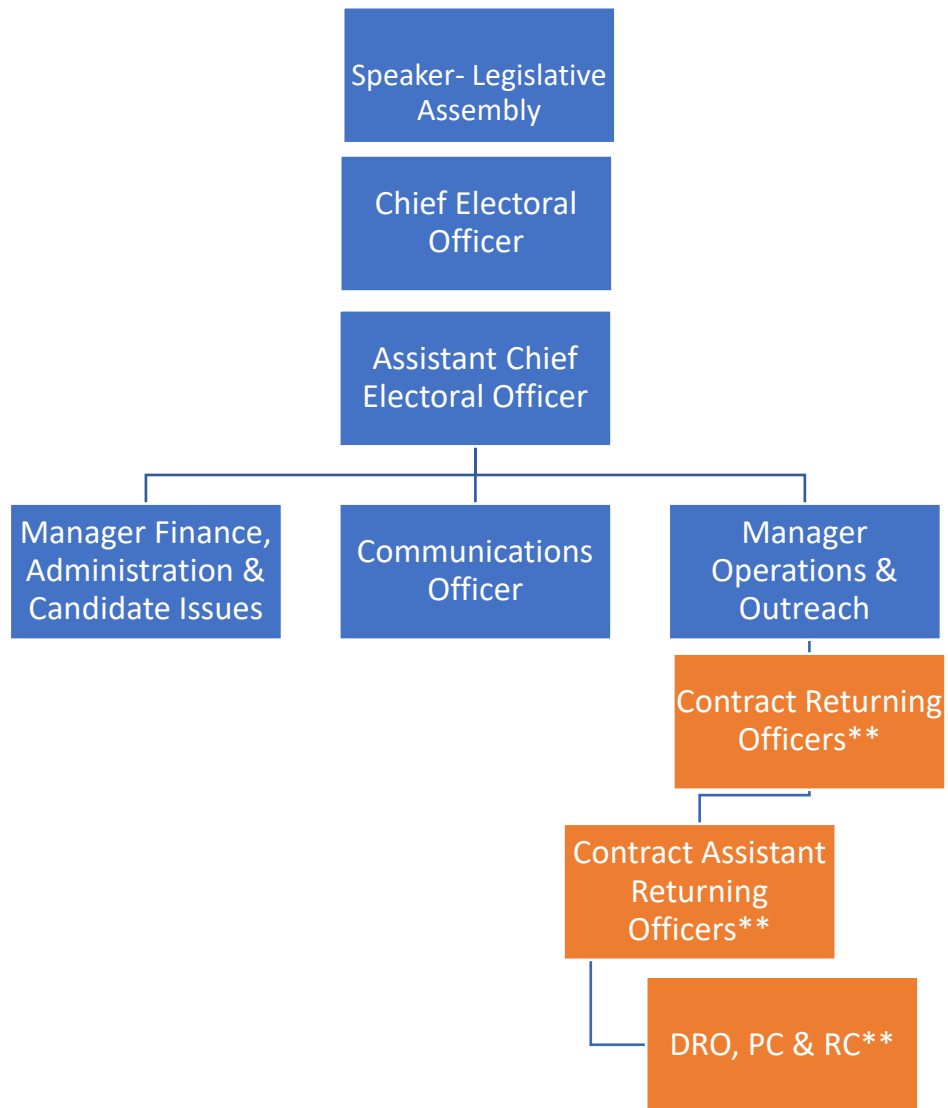 Speaker- Legislative
Assembly
Chief Electoral
Officer
Assistant Chief
Electoral Officer
Manager Finance,
Administration &
Candidate Issues
Communications
Officer
Manager
Operations &
Outreach
Contract Returning
Officers**
Contract Assistant
Returning
Officers**
DRO, PC & RC**